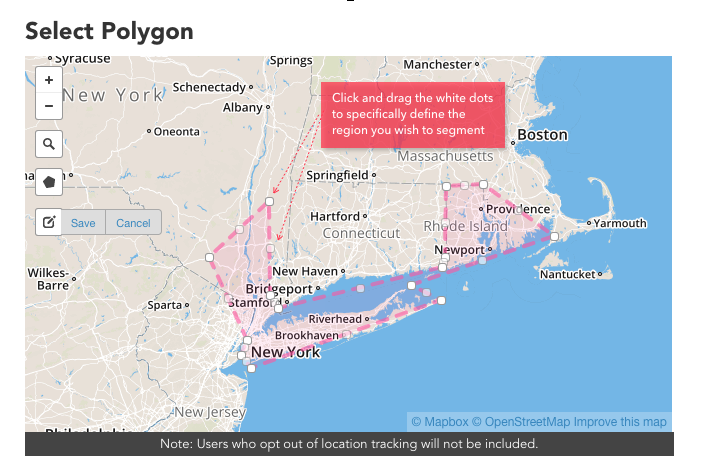 Select Polygon
Syracuse
Springs
Manchester
+
New York
Schenectady
Click and drag the white dots
to specifically define the
region you wish to segment
−
Albany
Oneonta
Boston
Massachusetts
Springfield
Hartford
Providence
Save
Cancel
Connecticut
Rhode Island
Yarmouth
Newport
Wilkes-
Barre
New Haven
Nantucket
Bridgeport
Sparta
Stamford
Riverhead
Brookhaven
New York
New Jersey
© Mapbox © OpenStreetMap Improve this map
Note: Users who opt out of location tracking will not be included.